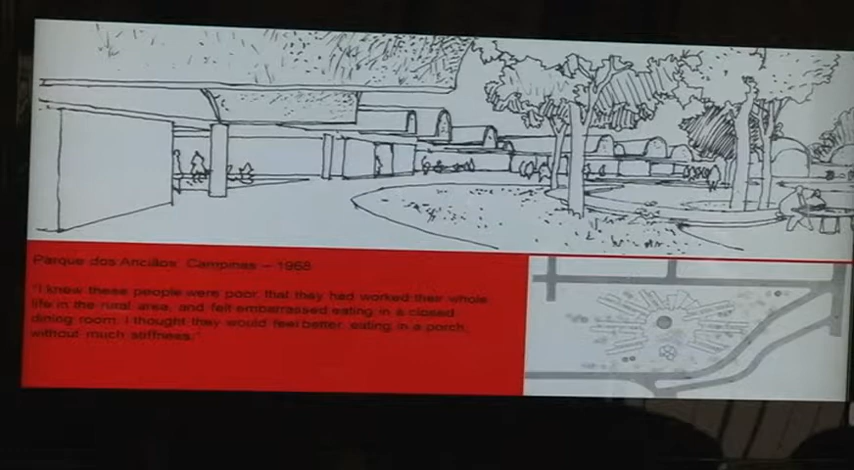 Parque dos Anciãos Campinas – 1968
"I knew these people were poor, that they had worked their whole
life in the rural area, and felt embarrassed eating in a closed
dining room. I thought they would feel better, eating in a porch,
without much stiffness."